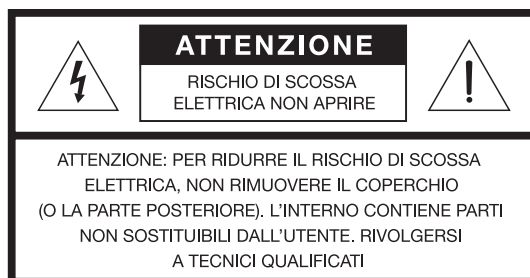 ATTENZIONE
RISCHIO DI SCOSSA
ELETTRICA NON APRIRE
ATTENZIONE: PER RIDURRE IL RISCHIO DI SCOSSA
ELETTRICA, NON RIMUOVERE IL COPERCHIO
(O LA PARTE POSTERIORE). L'INTERNO CONTIENE PARTI
NON SOSTITUIBILI DALL'UTENTE. RIVOLGERSI
A TECNICI QUALIFICATI